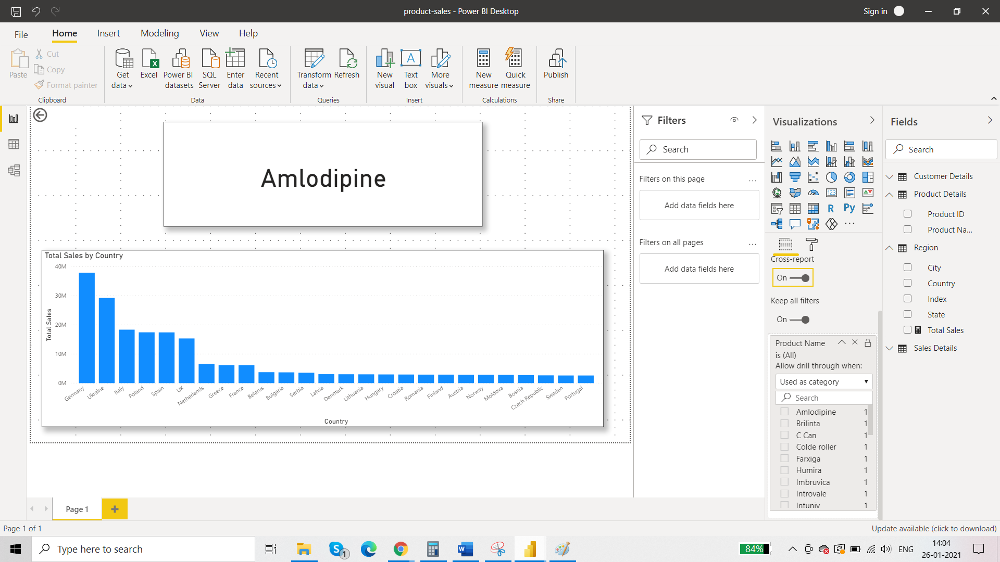 product-sales - Power BI Desktop
Sign in
File
Home
Insert
Modeling
View
Help
Paste
Cut
Copy
Format painter
Clipboard
Get
data
Excel
Power BI
datasets
SQL
Server
Enter
data
Recent
sources
Data
Transform
data
Refresh
Queries
New
visual
Text
box
More
visuals
Insert
New
measure
Quick
measure
Calculations
Publish
Share
Amlodipine
Total Sales by Country
40M
30M
20M
10M
0M
Total Sales
Germany
Ukraine
Italy
Poland
Spain
UK
Netherlands
Greece
France
Belarus
Bulgaria
Serbia
Latvia
Denmark
Lithuania
Hungary
Croatia
Romania
Finland
Austria
Norway
Moldova
Bosnia
Czech Republic
Sweden
Portugal
Country
Filters
Search
Filters on this page
...
Add data fields here
Filters on all pages
...
Add data fields here
Visualizations
123
R
Py
...
Cross-report
On
Keep all filters
On
Product Name
is (All)
Allow drill through when:
Used as category
Search
Amlodipine 1
Brilinta 1
C Can 1
Colde roller 1
Farxiga 1
Humira 1
Imbruvica 1
Introvale 1
Intuniv 1
Fields
Search
Customer Details
Product Details
Product ID
Product Na...
Region
City
Country
Index
State
Total Sales
Sales Details
Page 1
Page 1 of 1
Update available (click to download)
Type here to search
1
84%
ENG
14:04
26-01-2021